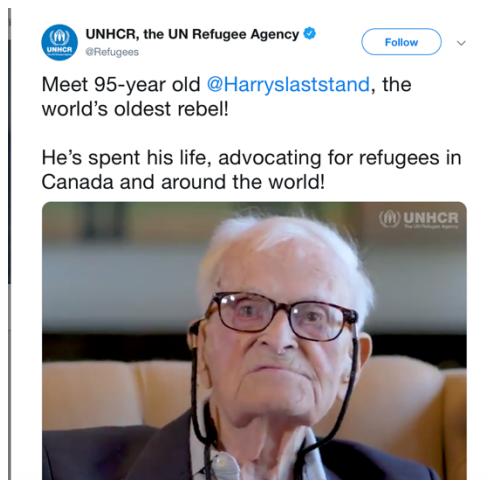 UNHCR, the UN Refugee Agency
@Refugees
Follow
UNHCR
Meet 95-year old @Harryslaststand, the
world’s oldest rebel!
He’s spent his life, advocating for refugees in
Canada and around the world!
UNHCR
The UN Refugee Agency